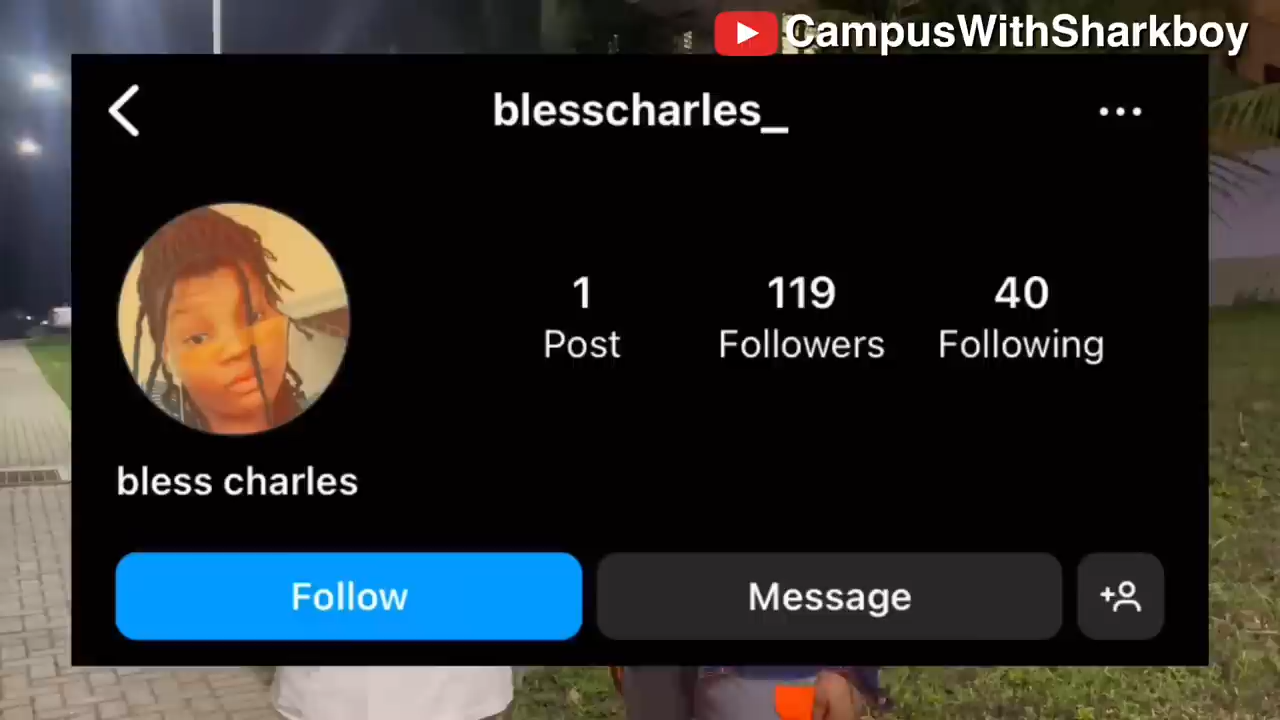 CampusWithSharkboy
blesscharles_
1 119 40
Post Followers Following
bless charles
Follow Message